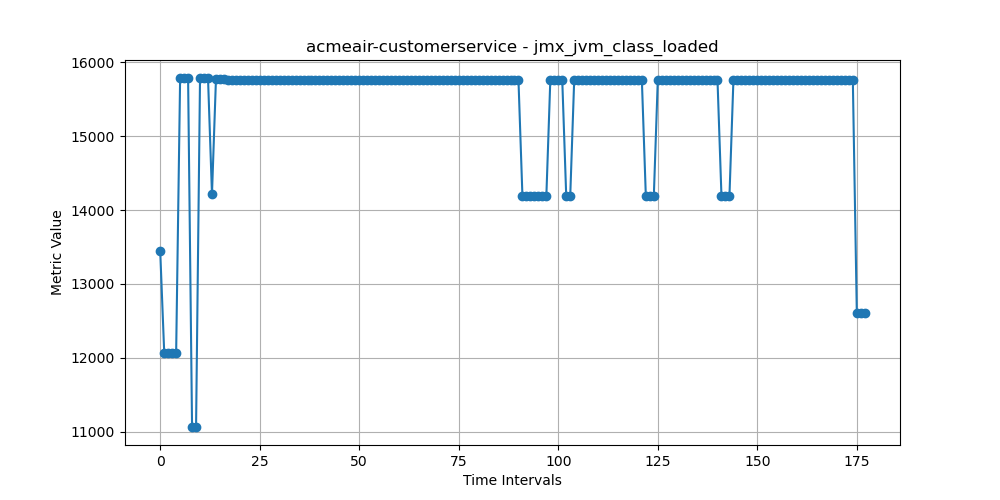 acmeair-customerservice - jmx_jvm_class_loaded
16000
15000
14000
13000
12000
11000
Metric Value
0 25 50 75 100 125 150 175
Time Intervals